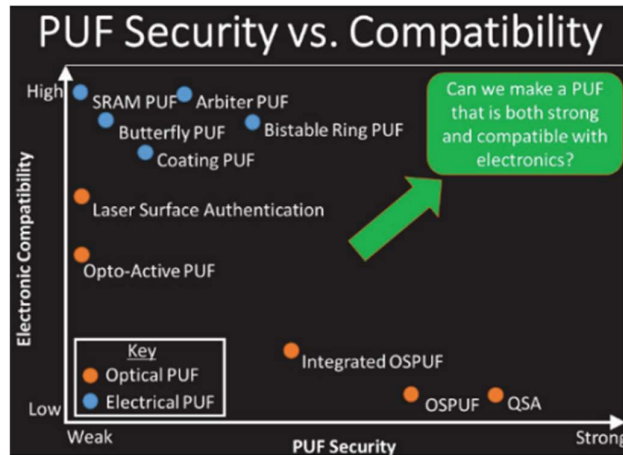 PUF Security vs. Compatibility
High
SRAM PUF
Arbiter PUF
Butterfly PUF
Bistable Ring PUF
Coating PUF
Can we make a PUF
that is both strong
and compatible with
electronics?
Laser Surface Authentication
Opto-Active PUF
Electronic Compatibility
Key
Optical PUF
Electrical PUF
Integrated OSPUF
OSPUF
QSA
Low
Weak
PUF Security
Strong